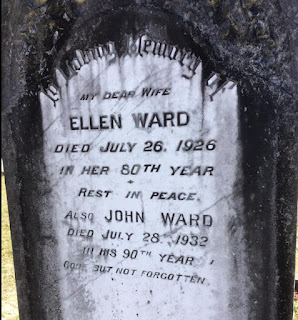 In Loving Memory of
MY DEAR WIFE
ELLEN WARD
DIED JULY 26, 1926
IN HER 80TH YEAR
REST IN PEACE.
ALSO JOHN WARD
DIED JULY 28, 1932
IN HIS 90TH YEAR,
GONE BUT NOT FORGOTTEN